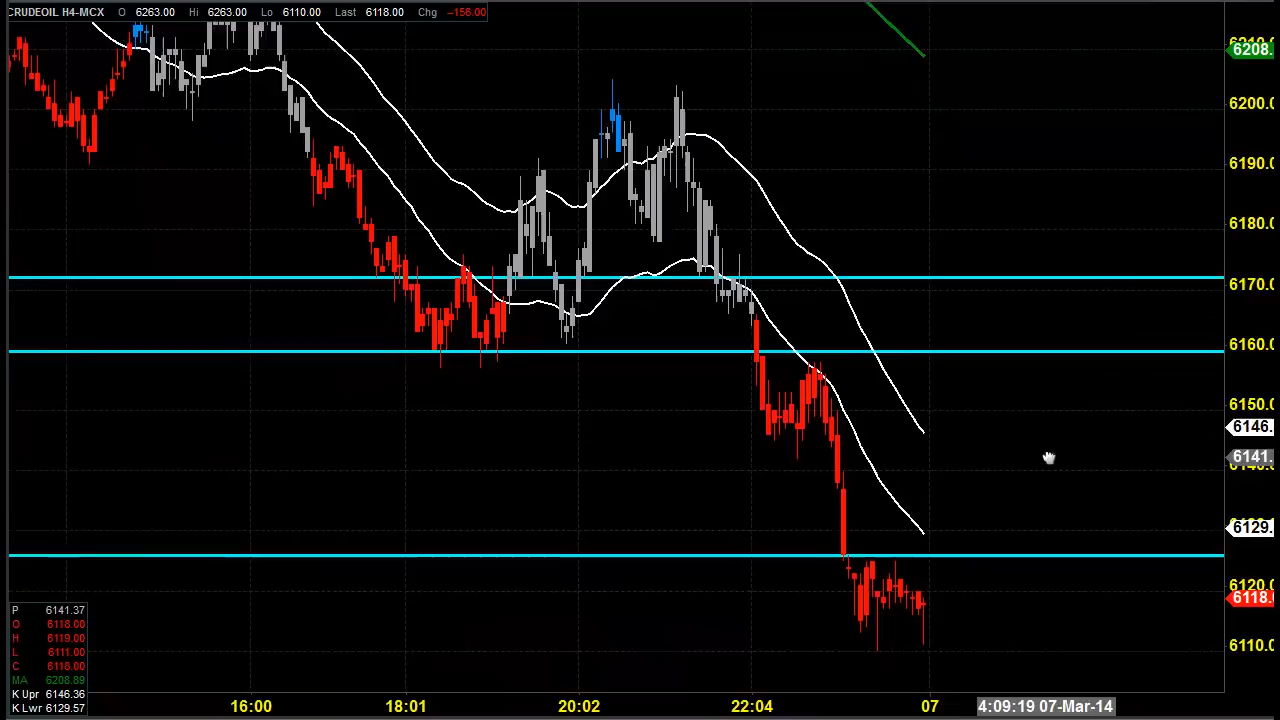 CRUDEOIL H4-MCX O 6263.00 Hi 6263.00 Lo 6110.00 Last 6118.00 Chg -156.00
6208.
6200.0
6190.0
6180.0
6170.0
6160.0
6150.0
6146.
6141.
6129.
6120.0
6118.0
6110.0
P 6141.37
O 6118.00
H 6119.00
L 6111.00
C 6118.00
MA 6208.89
K Upr 6146.36
K Lwr 6129.57
16:00 18:01 20:02 22:04 07 4:09:19 07-Mar-14